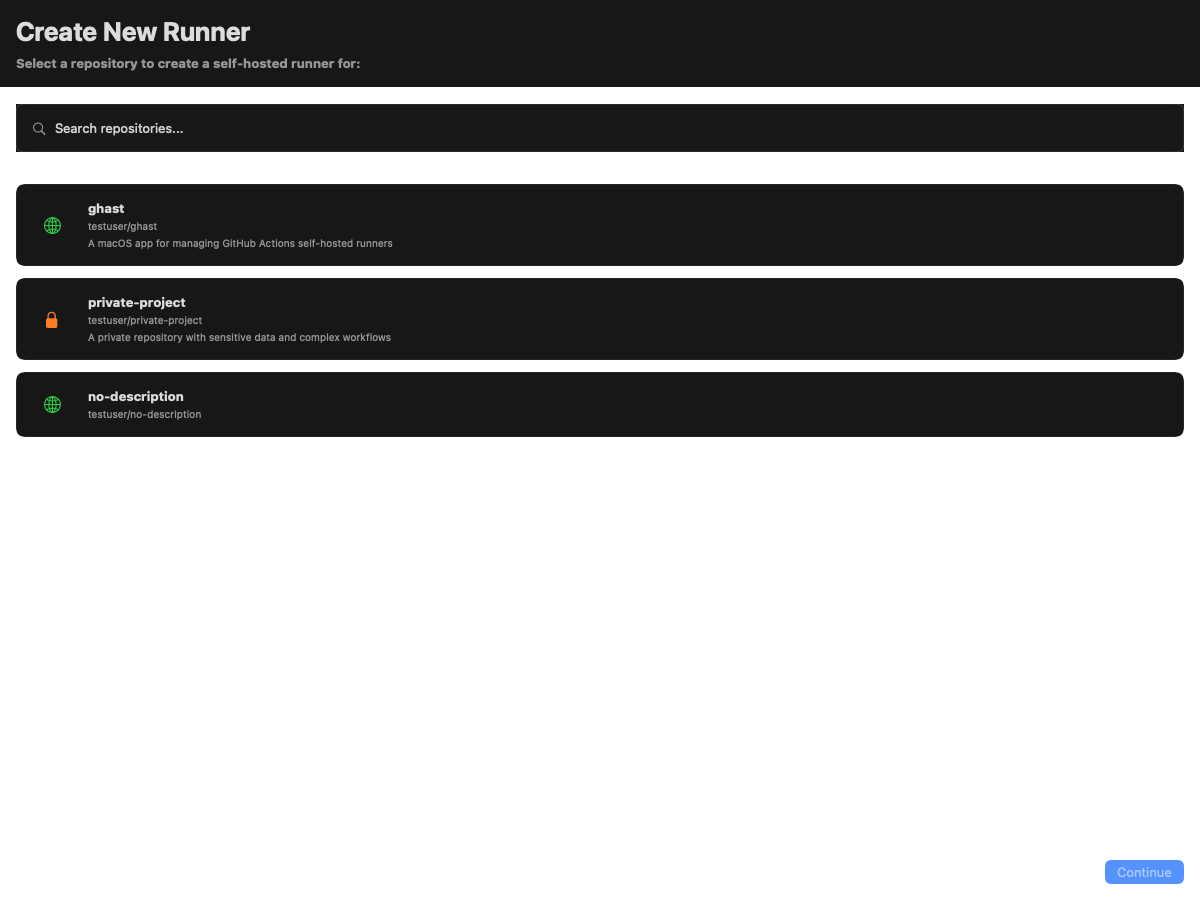 Create New Runner
Select a repository to create a self-hosted runner for:
Search repositories...
ghast
testuser/ghast
A macOS app for managing GitHub Actions self-hosted runners
private-project
testuser/private-project
A private repository with sensitive data and complex workflows
no-description
testuser/no-description
Continue